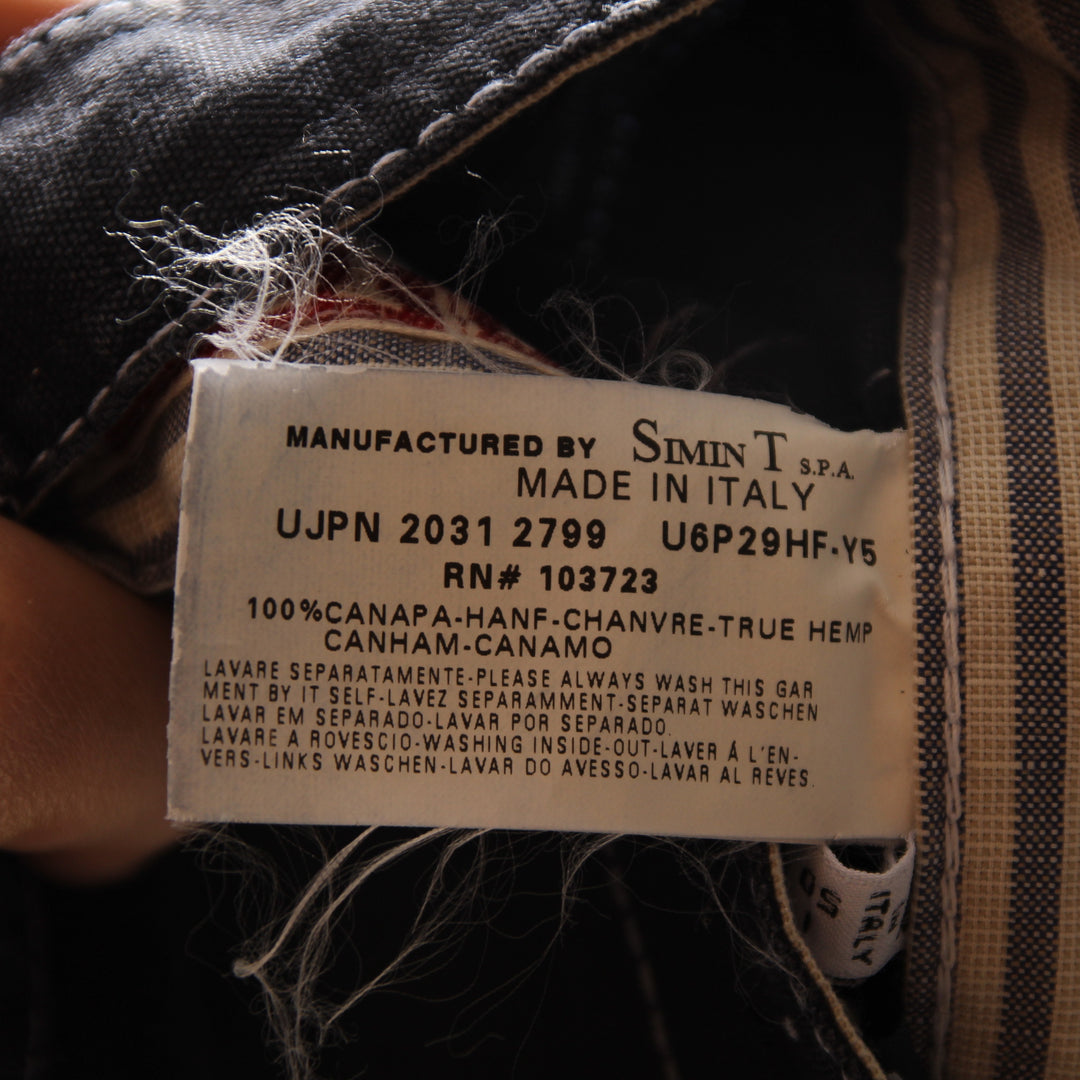 MANUFACTURED BY SIMIN T S.P.A.
MADE IN ITALY
UJPN 2031 2799 U6P29HF-Y5
RN# 103723
100%CANAPA-HANF-CHANVRE-TRUE HEMP
CANHAM-CANAMO
LAVARE SEPARATAMENTE-PLEASE ALWAYS WASH THIS GAR
MENT BY IT SELF-LAVEZ SEPARAMMENT-SEPARAT WASCHEN
LAVAR EM SEPARADO-LAVAR POR SEPARADO.
LAVARE A ROVESCIO-WASHING INSIDE-OUT-LAVER Á L'EN-
VERS-LINKS WASCHEN-LAVAR DO AVESSO-LAVAR AL REVES.
ITALY